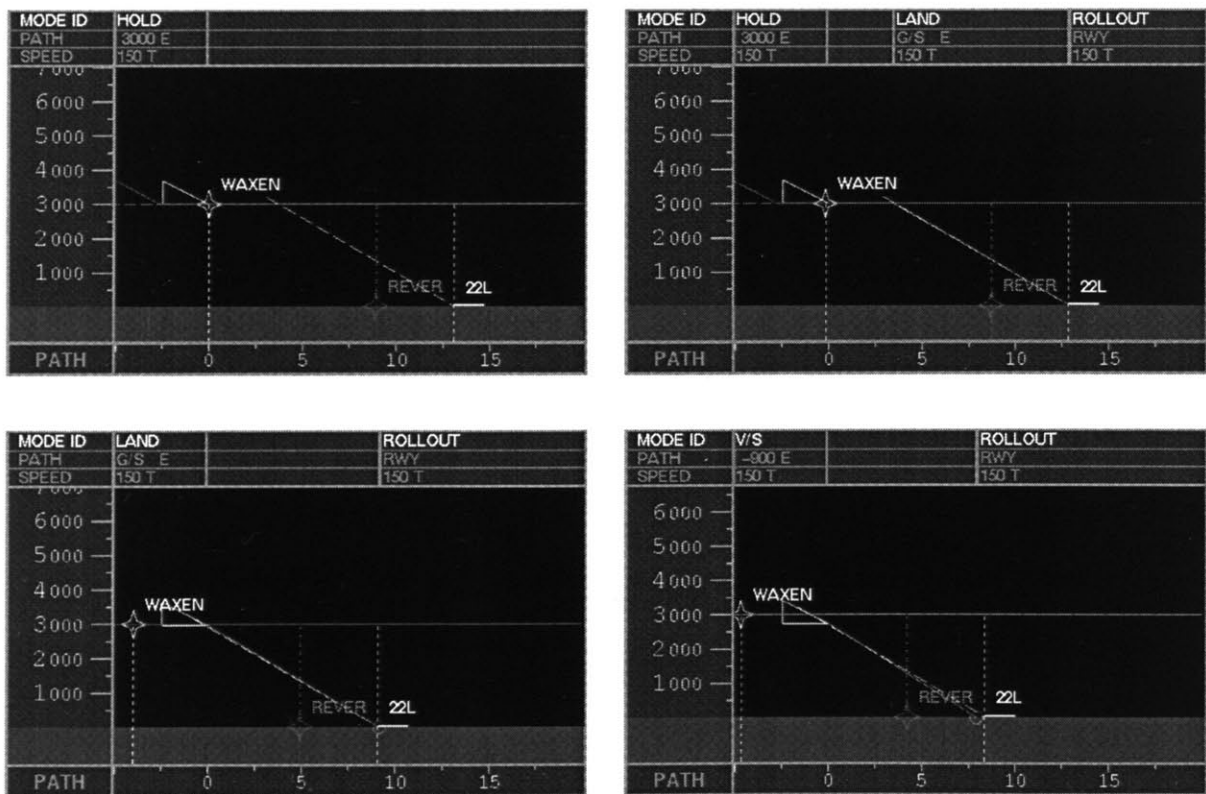 MODE ID HOLD
PATH 3000 E
SPEED 150 T
7000
6000
5000
4000
WAXEN
3000
2000
1000
REVER 22L
PATH 0 5 10 15
MODE ID HOLD LAND ROLLOUT
PATH 3000 E G/S E RWY
SPEED 150 T 150 T 150 T
7000
6000
5000
4000
WAXEN
3000
2000
1000
REVER 22L
PATH 0 5 10 15
MODE ID LAND ROLLOUT
PATH G/S E RWY
SPEED 150 T 150 T
7000
6000
5000
4000
WAXEN
3000
2000
1000
REVER 22L
PATH 0 5 10 15
MODE ID V/S ROLLOUT
PATH -900 E RWY
SPEED 150 T 150 T
6000
5000
4000
WAXEN
3000
2000
1000
REVER 22L
PATH 0 5 10 15